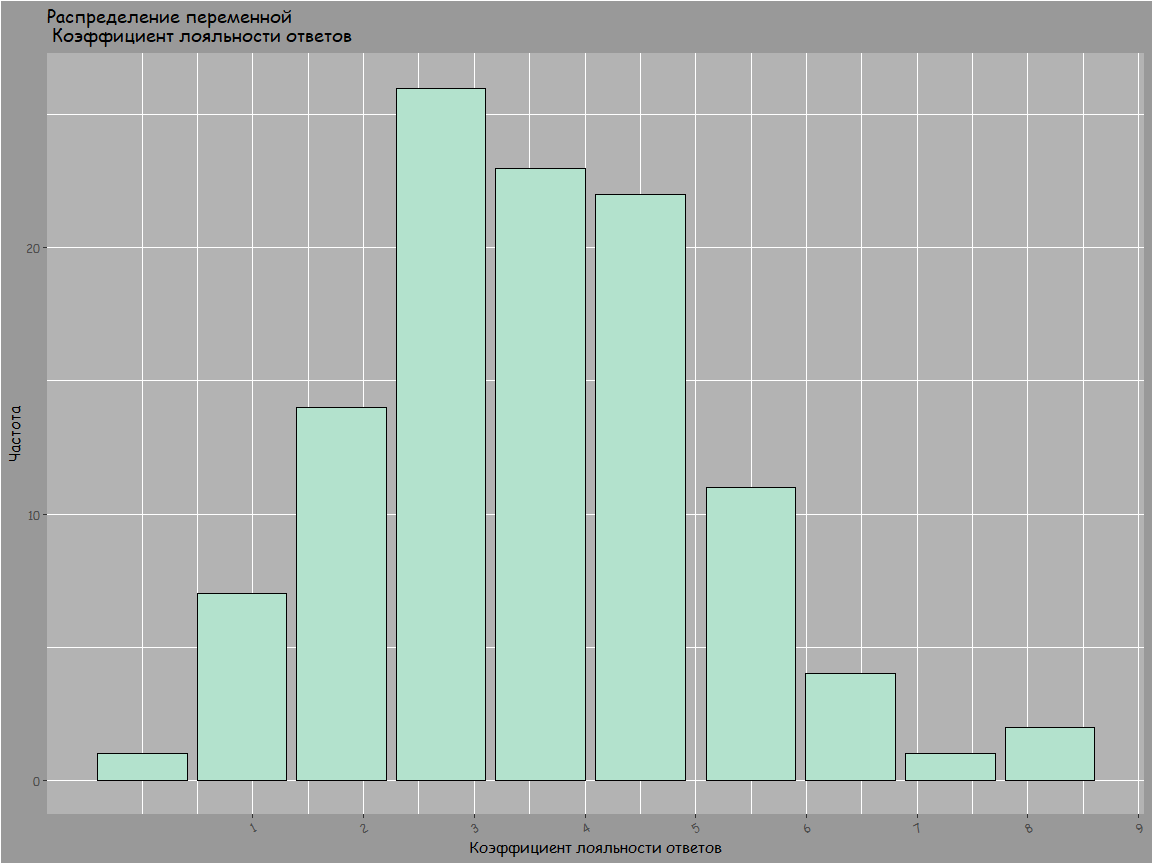 Распределение переменной
Коэффициент лояльности ответов
Частота
20
10
0
1 2 3 4 5 6 7 8 9
Коэффициент лояльности ответов